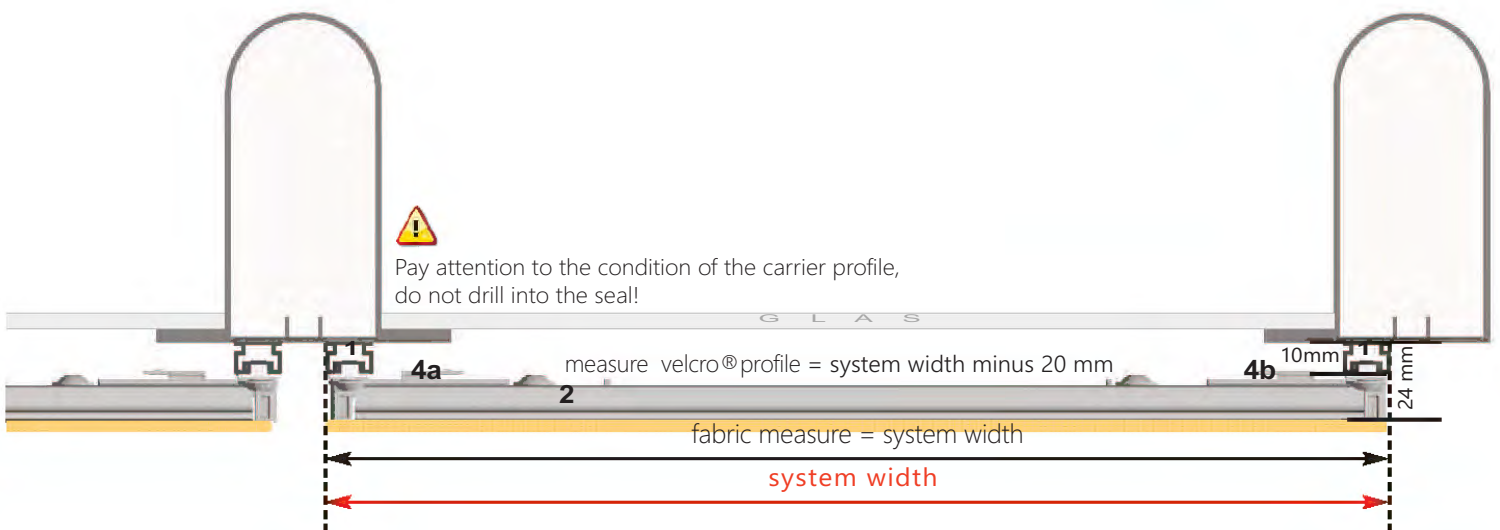 Pay attention to the condition of the carrier profile,
do not drill into the seal!
G L A S
1
4a
measure velcro® profile = system width minus 20 mm
4b
10mm
1
24 mm
2
fabric measure = system width
system width